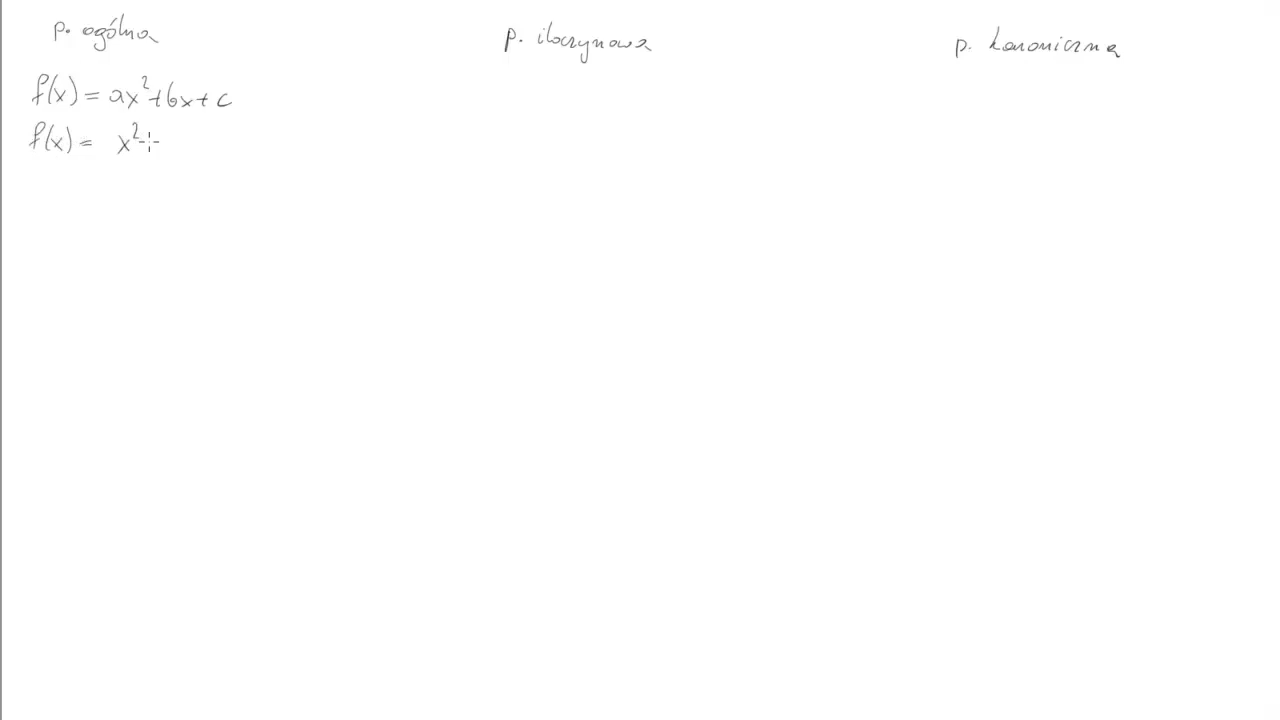 p. ogólna
p. iloczynowa
p. kanoniczna
f(x) = ax²+bx+c
f(x) = x²+